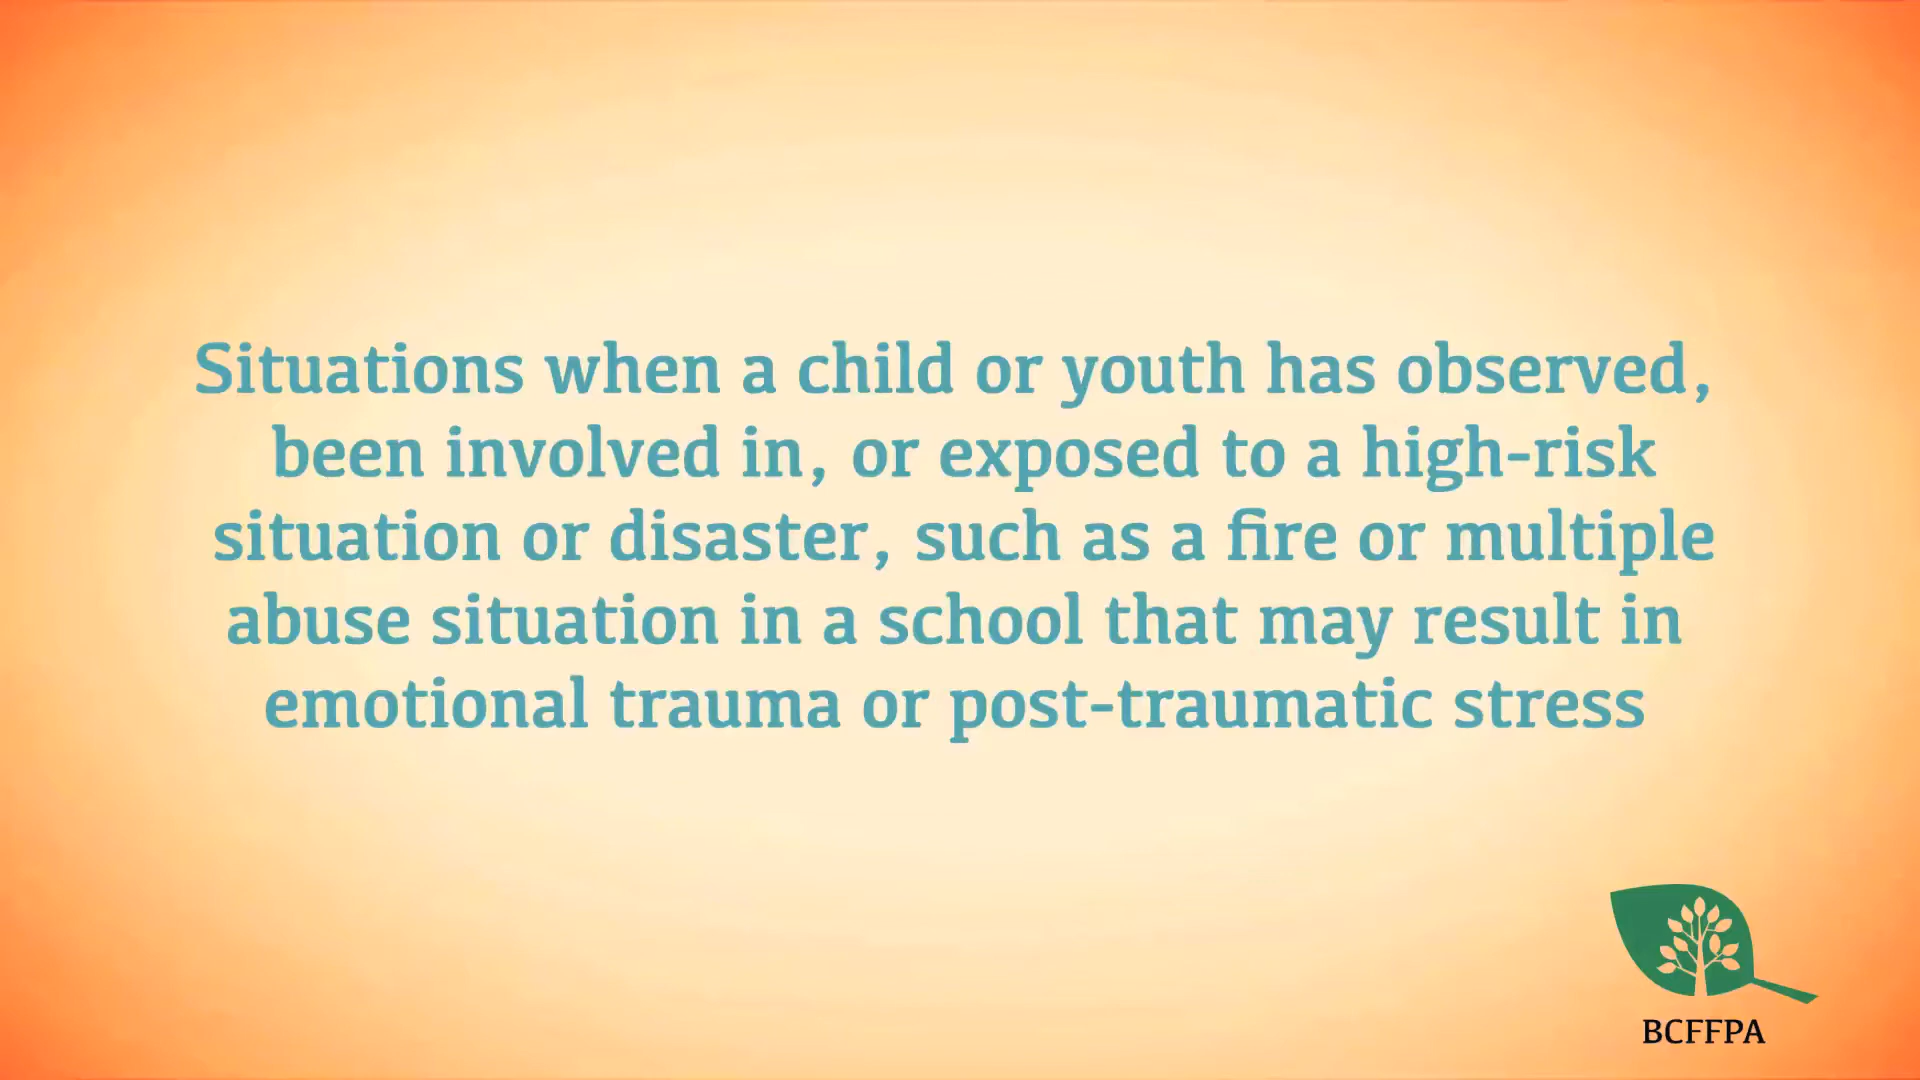 Situations when a child or youth has observed,
been involved in, or exposed to a high-risk
situation or disaster, such as a fire or multiple
abuse situation in a school that may result in
emotional trauma or post-traumatic stress
BCFFPA